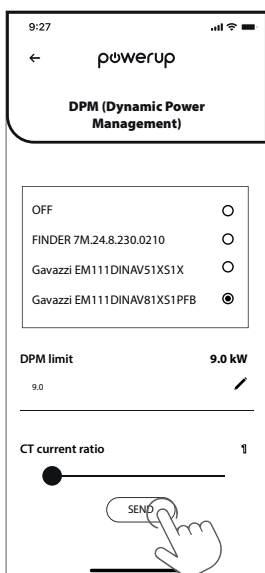 9:27
powerup
DPM (Dynamic Power
Management)
OFF
FINDER 7M.24.8.230.0210
Gavazzi EM111DINAV51XS1X
Gavazzi EM111DINAV81XS1PFB
DPM limit 9.0 kW
9.0
CT current ratio 1
SEND